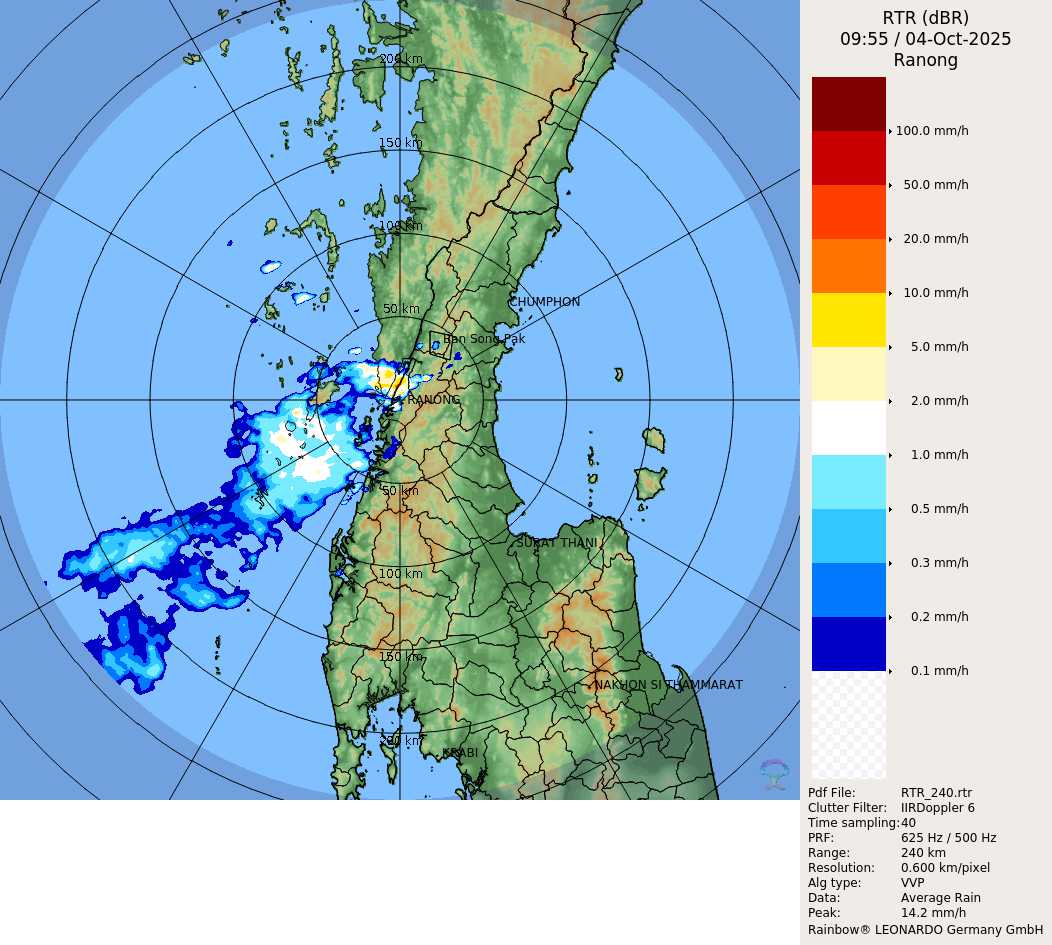 RTR (dBR)
09:55 / 04-Oct-2025
Ranong
200 km
150 km
100 km
50 km
CHUMPHON
Ban Song Pak
RANONG
50 km
SURAT THANI
100 km
150 km
NAKHON SI THAMMARAT
200 km
KRABI
100.0 mm/h
50.0 mm/h
20.0 mm/h
10.0 mm/h
5.0 mm/h
2.0 mm/h
1.0 mm/h
0.5 mm/h
0.3 mm/h
0.2 mm/h
0.1 mm/h
Pdf File: RTR_240.rtr
Clutter Filter: IIRDoppler 6
Time sampling: 40
PRF: 625 Hz / 500 Hz
Range: 240 km
Resolution: 0.600 km/pixel
Alg type: VVP
Data: Average Rain
Peak: 14.2 mm/h
Rainbow® LEONARDO Germany GmbH